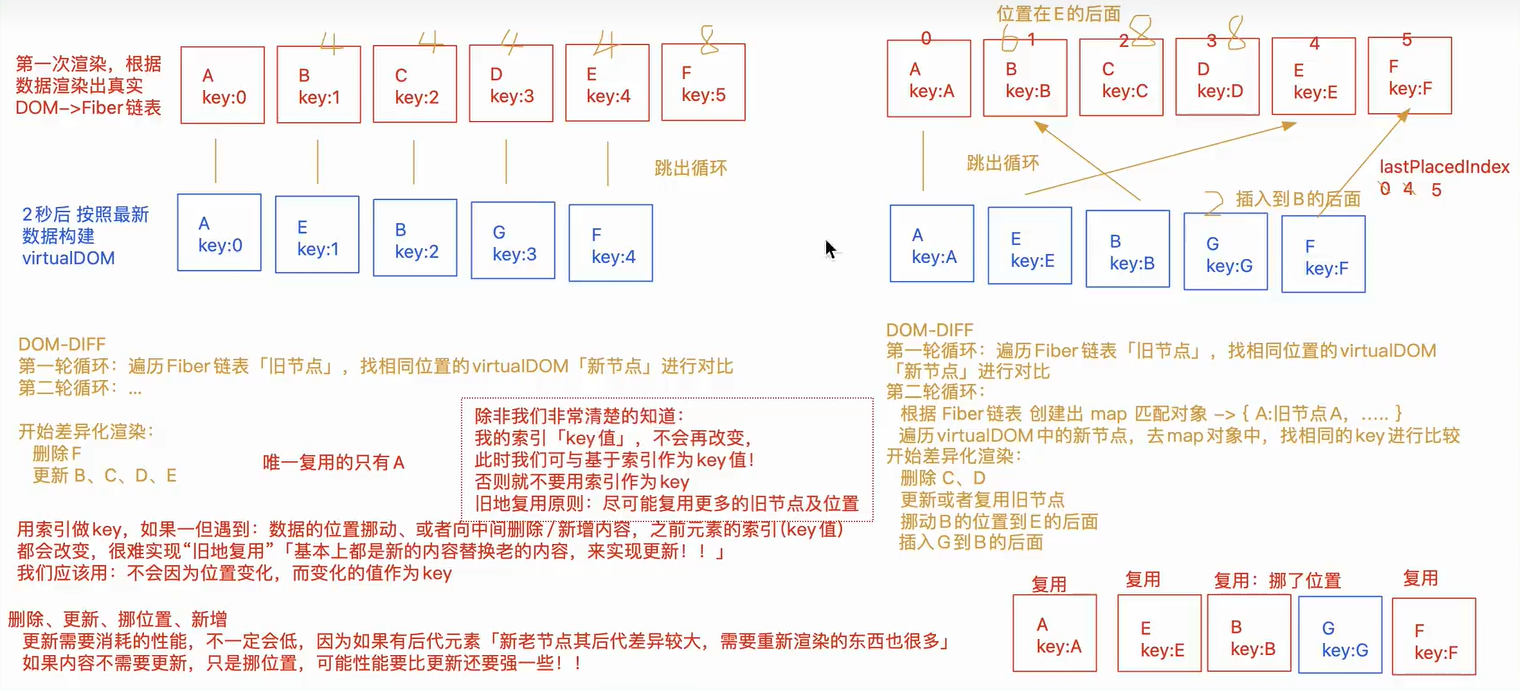 第一次渲染，根据
数据渲染出真实
DOM->Fiber链表
4
4
4
4
8
A
key:0
B
key:1
C
key:2
D
key:3
E
key:4
F
key:5
跳出循环
2秒后 按照最新
数据构建
virtualDOM
A
key:0
E
key:1
B
key:2
G
key:3
F
key:4
DOM-DIFF
第一轮循环：遍历Fiber链表「旧节点」，找相同位置的virtualDOM「新节点」进行对比
第二轮循环：...
开始差异化渲染：
删除F
更新 B、C、D、E
唯一复用的只有A
除非我们非常清楚的知道：
我的索引「key值」，不会再改变，
此时我们可与基于索引作为key值！
否则就不要用索引作为key
旧地复用原则：尽可能复用更多的旧节点及位置
用索引做key，如果一但遇到：数据的位置挪动、或者向中间删除/新增内容，之前元素的索引(key值)
都会改变，很难实现“旧地复用”「基本上都是新的内容替换老的内容，来实现更新！！」
我们应该用：不会因为位置变化，而变化的值作为key
删除、更新、挪位置、新增
更新需要消耗的性能，不一定会低，因为如果有后代元素「新老节点其后代差异较大，需要重新渲染的东西也很多」
如果内容不需要更新，只是挪位置，可能性能要比更新还要强一些！！
位置在E的后面
6
8
8
0
1
2
3
4
5
A
key:A
B
key:B
C
key:C
D
key:D
E
key:E
F
key:F
跳出循环
lastPlacedIndex
0 4 5
2
插入到B的后面
A
key:A
E
key:E
B
key:B
G
key:G
F
key:F
DOM-DIFF
第一轮循环：遍历Fiber链表「旧节点」，找相同位置的virtualDOM
「新节点」进行对比
第二轮循环：
根据 Fiber链表 创建出 map 匹配对象 -> { A:旧节点A，..... }
遍历virtualDOM中的新节点，去map对象中，找相同的key进行比较
开始差异化渲染：
删除 C、D
更新或者复用旧节点
挪动B的位置到E的后面
插入G到B的后面
复用
复用
复用：挪了位置
复用
A
key:A
E
key:E
B
key:B
G
key:G
F
key:F